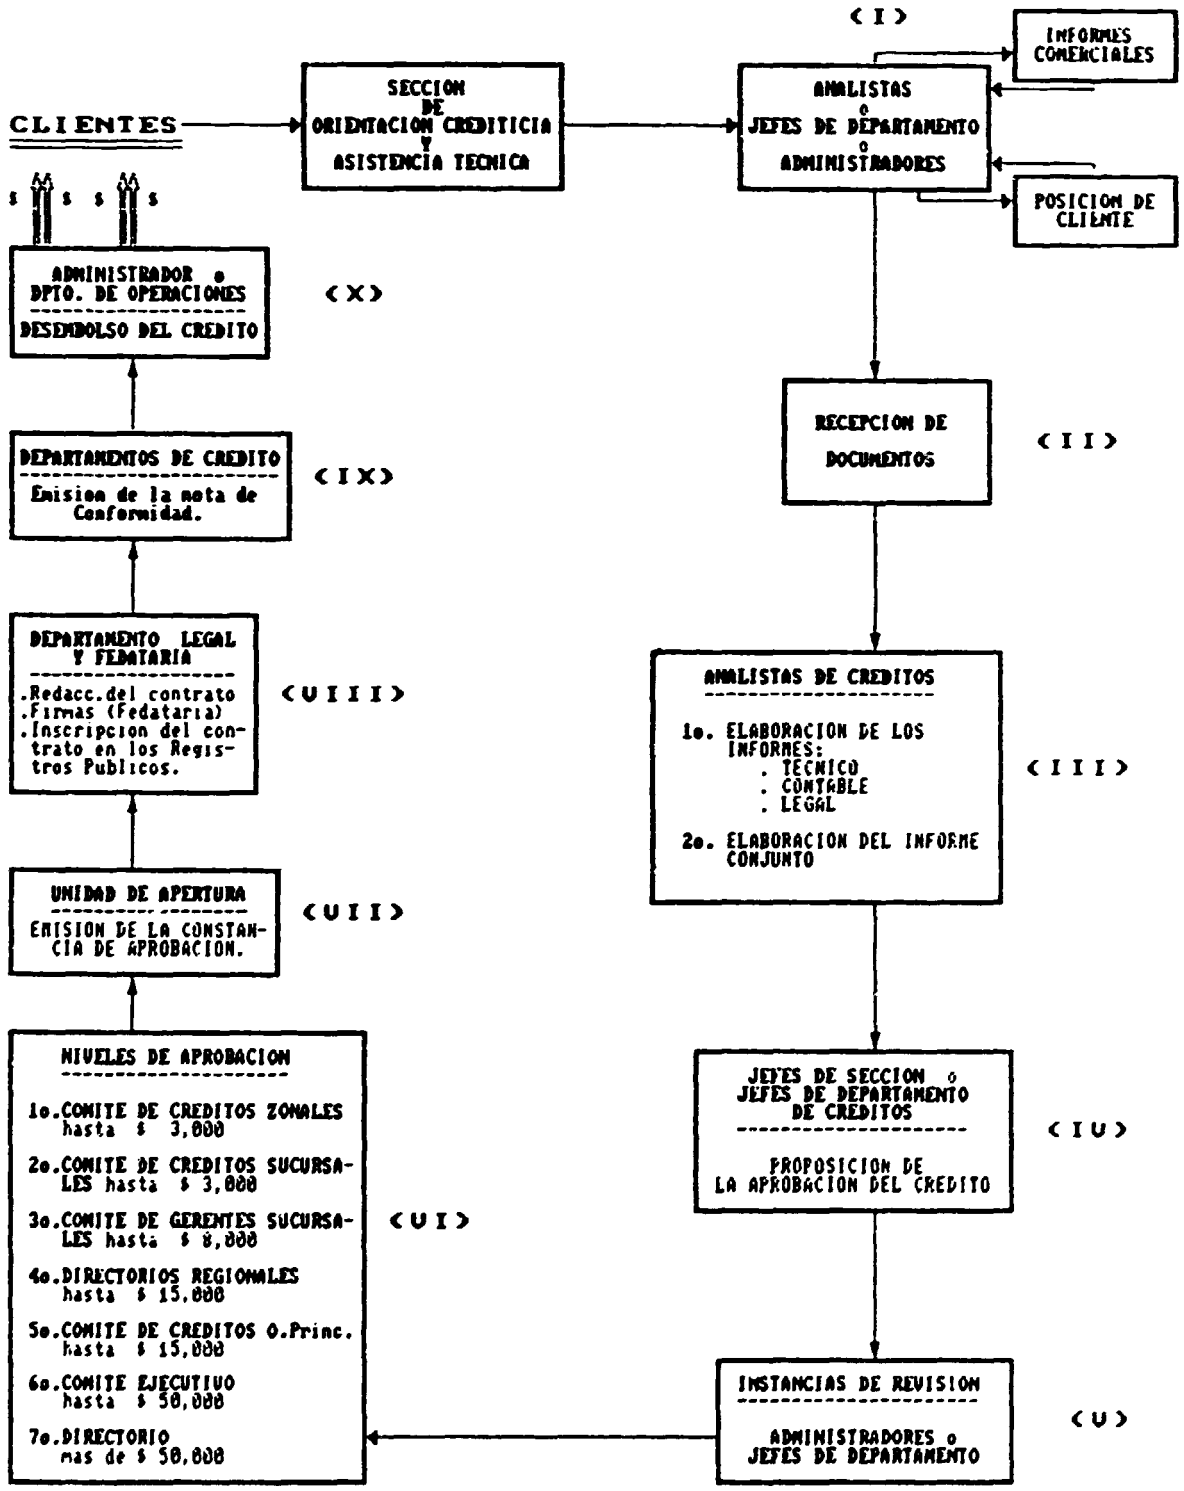 ( I )
INFORMES
COMERCIALES
CLIENTES
SECCION
DE
ORIENTACION CREDITICIA
Y
ASISTENCIA TECNICA
ANALISTAS
o
JEFES DE DEPARTAMENTO
o
ADMINISTRADORES
POSICION DE
CLIENTE
$ $ $ $
ADMINISTRADOR o
DPTO. DE OPERACIONES
DESEMBOLSO DEL CREDITO
( X )
RECEPCION DE
DOCUMENTOS
( I I )
DEPARTAMENTOS DE CREDITO
Emision de la nota de
Conformidad.
( I X )
DEPARTAMENTO LEGAL
Y FEDATARIA
.Redacc.del contrato
.Firmas (Fedataria)
.Inscripcion del con-
trato en los Regis-
tros Publicos.
( V I I I )
ANALISTAS DE CREDITOS
1o. ELABORACION DE LOS
INFORMES:
. TECNICO
. CONTABLE
. LEGAL
2o. ELABORACION DEL INFORME
CONJUNTO
( I I I )
UNIDAD DE APERTURA
EMISION DE LA CONSTAN-
CIA DE APROBACION.
( V I I )
NIVELES DE APROBACION
1o.COMITE DE CREDITOS ZONALES
hasta $ 3,000
2o.COMITE DE CREDITOS SUCURSA-
LES hasta $ 3,000
3o.COMITE DE GERENTES SUCURSA-
LES hasta $ 8,000
4o.DIRECTORIOS REGIONALES
hasta $ 15,000
5o.COMITE DE CREDITOS O.Princ.
hasta $ 15,000
6o.COMITE EJECUTIVO
hasta $ 50,000
7o.DIRECTORIO
mas de $ 50,000
( V I )
JEFES DE SECCION o
JEFES DE DEPARTAMENTO
DE CREDITOS
PROPOSICION DE
LA APROBACION DEL CREDITO
( I V )
INSTANCIAS DE REVISION
ADMINISTRADORES o
JEFES DE DEPARTAMENTO
( V )